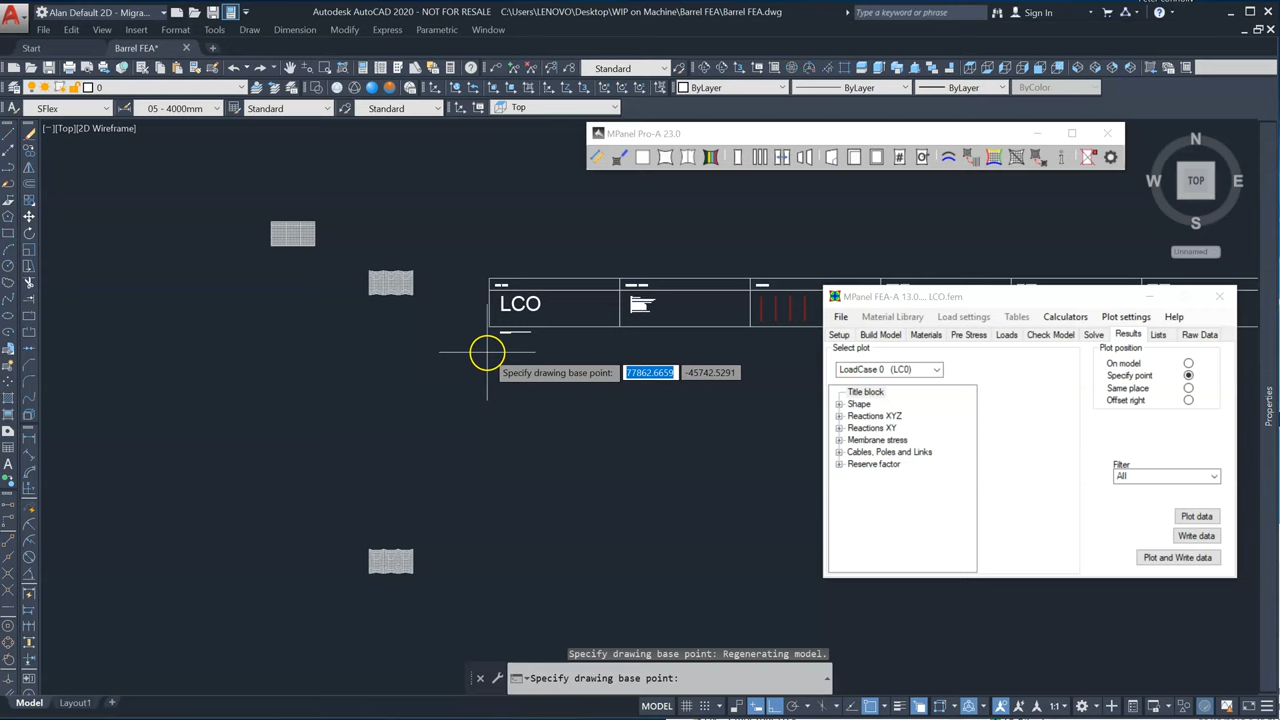 Alan Default 2D - Migra...
Autodesk AutoCAD 2020 - NOT FOR RESALE C:\Users\LENOVO\Desktop\WIP on Machine\Barrel FEA\Barrel FEA.dwg
Type a keyword or phrase
Sign In
File Edit View Insert Format Tools Draw Dimension Modify Express Parametric Window
Start Barrel FEA*
Standard
0 ByLayer ByLayer ByLayer ByColor
SFlex 05 - 4000mm Standard Standard Top
[−][Top][2D Wireframe]
MPanel Pro-A 23.0
N
W TOP E
S
Unnamed
LCO
MPanel FEA-A 13.0.... LC0.fem
File Material Library Load settings Tables Calculators Plot settings Help
Setup Build Model Materials Pre Stress Loads Check Model Solve Results Lists Raw Data
Select plot
LoadCase 0 (LC0)
Title block
Shape
Reactions XYZ
Reactions XY
Membrane stress
Cables, Poles and Links
Reserve factor
Plot position
On model
Specify point
Same place
Offset right
Filter
All
Plot data
Write data
Plot and Write data
Properties
Specify drawing base point: 77862.6659 -45742.5291
Specify drawing base point: Regenerating model.
Specify drawing base point:
Model Layout1
MODEL 1:1